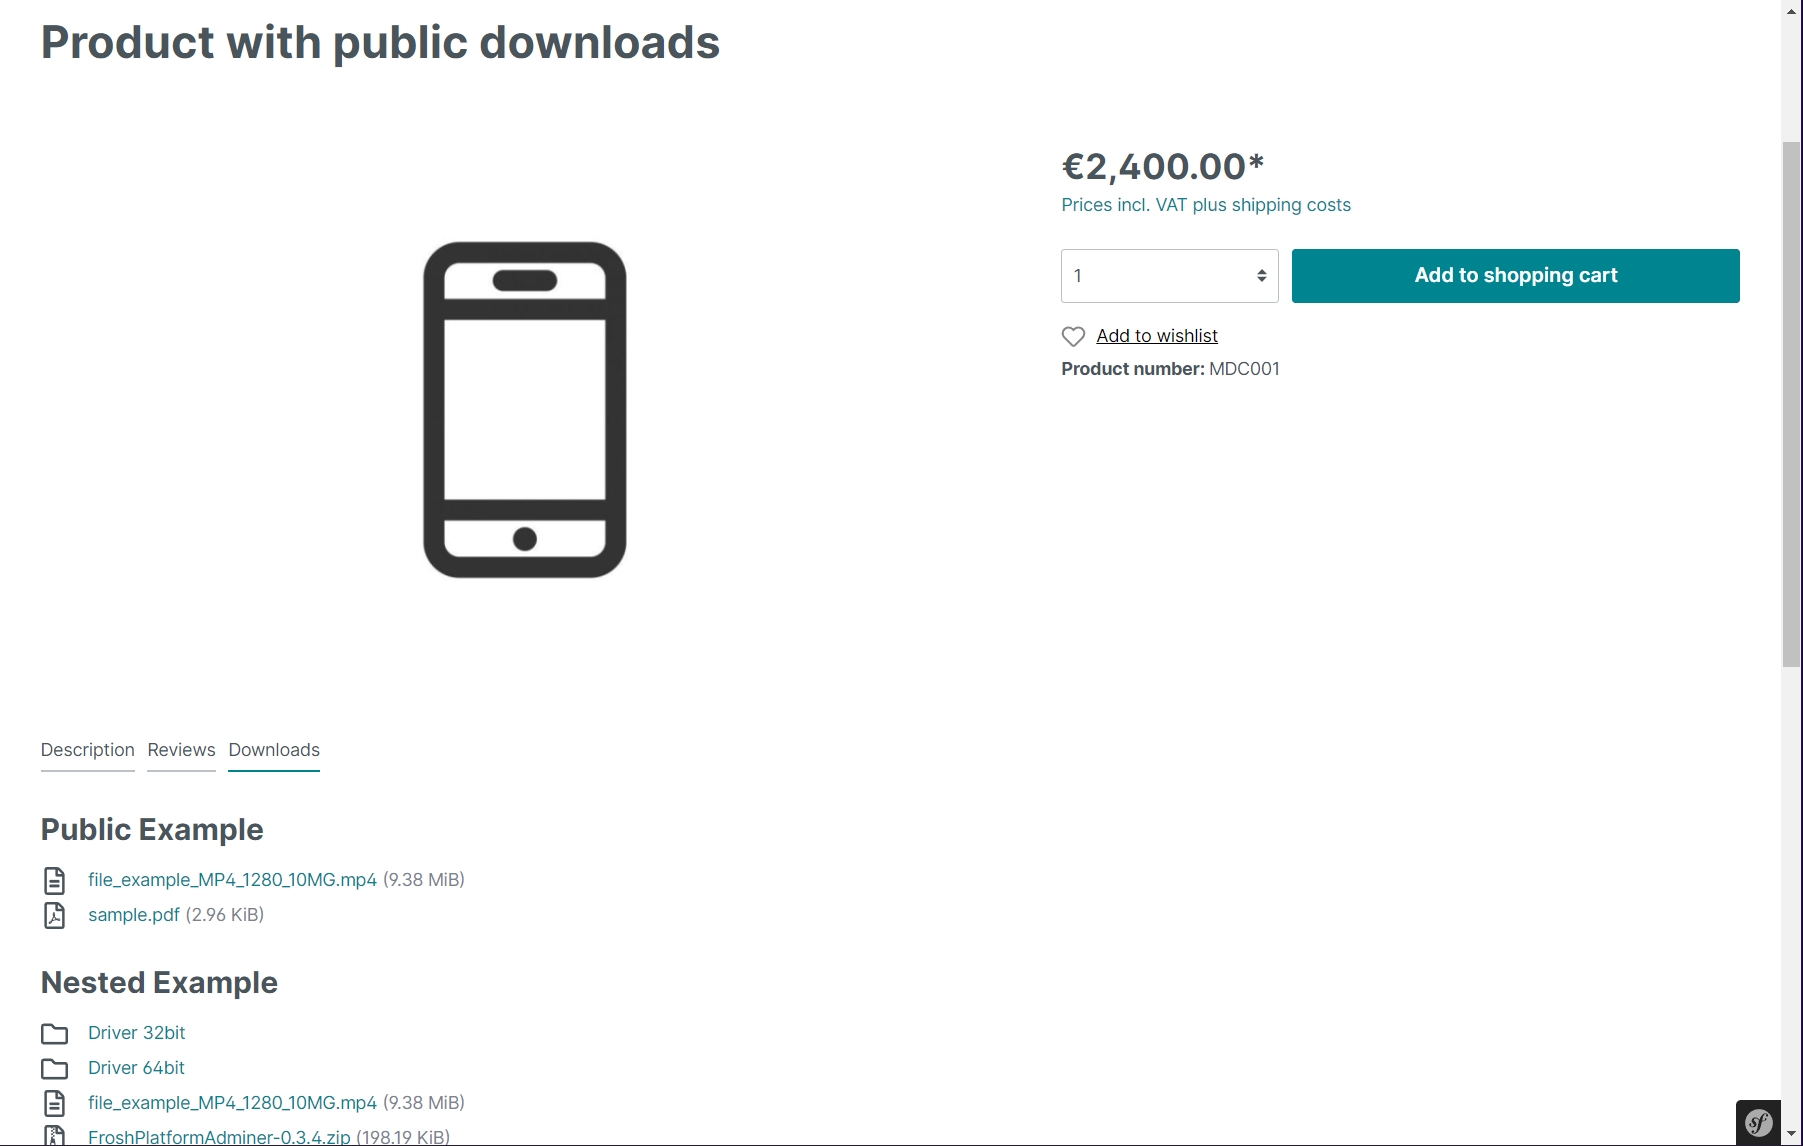 Product with public downloads
€2,400.00*
Prices incl. VAT plus shipping costs
1
Add to shopping cart
Add to wishlist
Product number: MDC001
Description Reviews Downloads
Public Example
file_example_MP4_1280_10MG.mp4 (9.38 MiB)
sample.pdf (2.96 KiB)
Nested Example
Driver 32bit
Driver 64bit
file_example_MP4_1280_10MG.mp4 (9.38 MiB)
FroshPlatformAdminer-0.3.4.zip (198.19 KiB)
sf